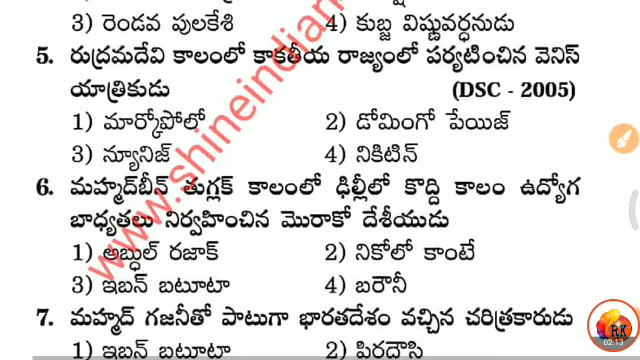 3) రెండవ పులకేశి 4) కుబ్జ విష్ణువర్ధనుడు
5. రుద్రమదేవి కాలంలో కాకతీయ రాజ్యంలో పర్యటించిన వెనిస్
యాత్రికుడు (DSC - 2005)
1) మార్కోపోలో 2) డోమింగో పేయిజ్
3) న్యూనిజ్ 4) నికిటిన్
6. మహ్మద్‌బీన్ తుగ్లక్ కాలంలో ఢిల్లీలో కొద్ది కాలం ఉద్యోగ
బాధ్యతలు నిర్వహించిన మొరాకో దేశీయుడు
1) అబ్దుల్ రజాక్ 2) నికోలో కాంటే
3) ఇబన్ బటూటా 4) బరౌనీ
7. మహ్మద్ గజనీతో పాటుగా భారతదేశం వచ్చిన చరిత్రకారుడు
1) ఇబన్ బటూటా 2) ఫిరదౌసి
www.shineindian
RK
02:13